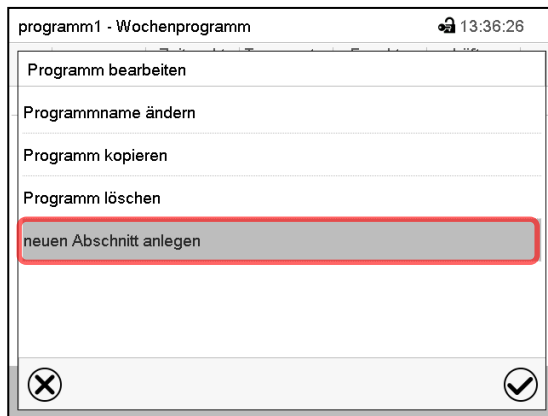 programm1 - Wochenprogramm 13:36:26
Programm bearbeiten
Programmname ändern
Programm kopieren
Programm löschen
neuen Abschnitt anlegen